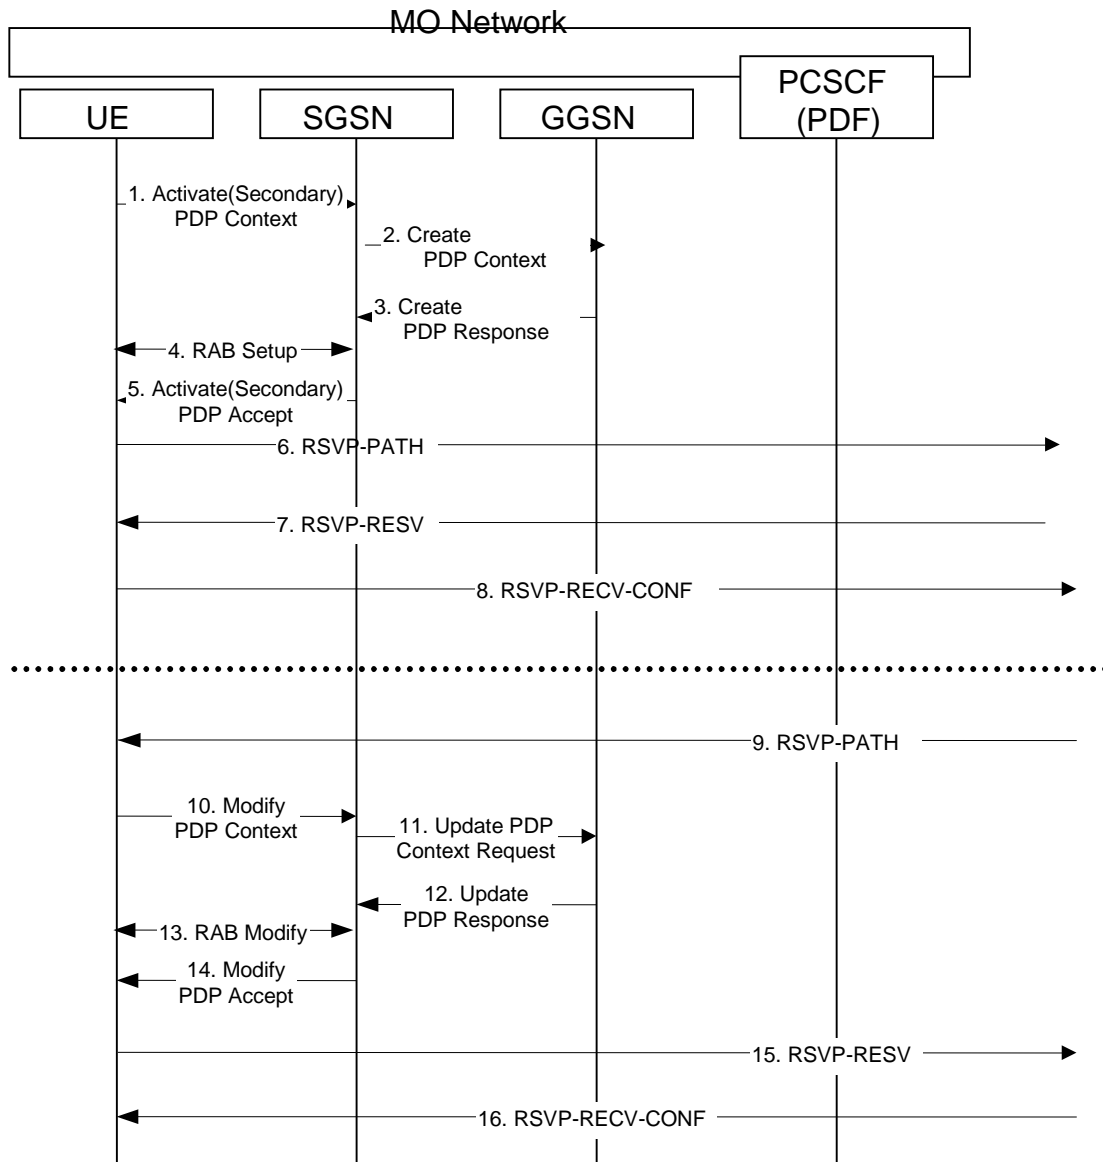 MO Network
UE
SGSN
GGSN
PCSCF
(PDF)
1. Activate(Secondary)
PDP Context
2. Create
PDP Context
3. Create
PDP Response
4. RAB Setup
5. Activate(Secondary)
PDP Accept
6. RSVP-PATH
7. RSVP-RESV
8. RSVP-RECV-CONF
9. RSVP-PATH
10. Modify
PDP Context
11. Update PDP
Context Request
12. Update
PDP Response
13. RAB Modify
14. Modify
PDP Accept
15. RSVP-RESV
16. RSVP-RECV-CONF